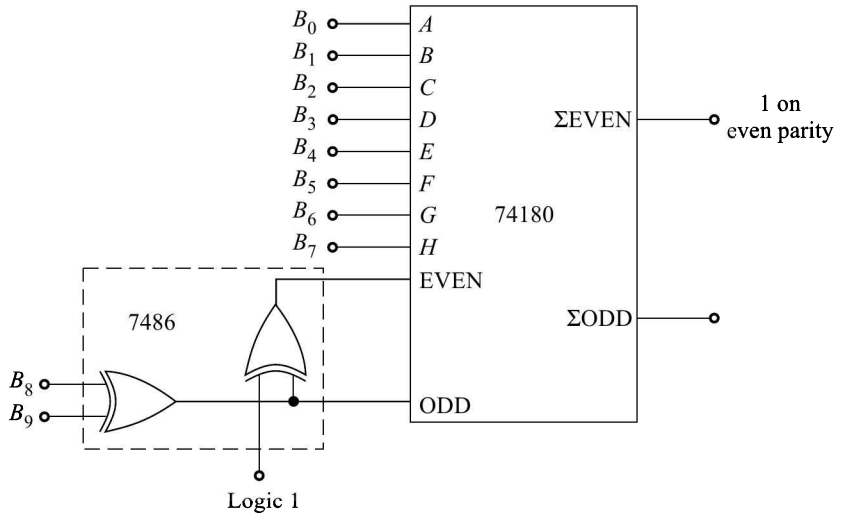 B0 A
B1 B
B2 C
B3 D
B4 E
B5 F
B6 G
B7 H
ΣEVEN
1 on
even parity
74180
EVEN
ΣODD
7486
B8
B9
ODD
Logic 1